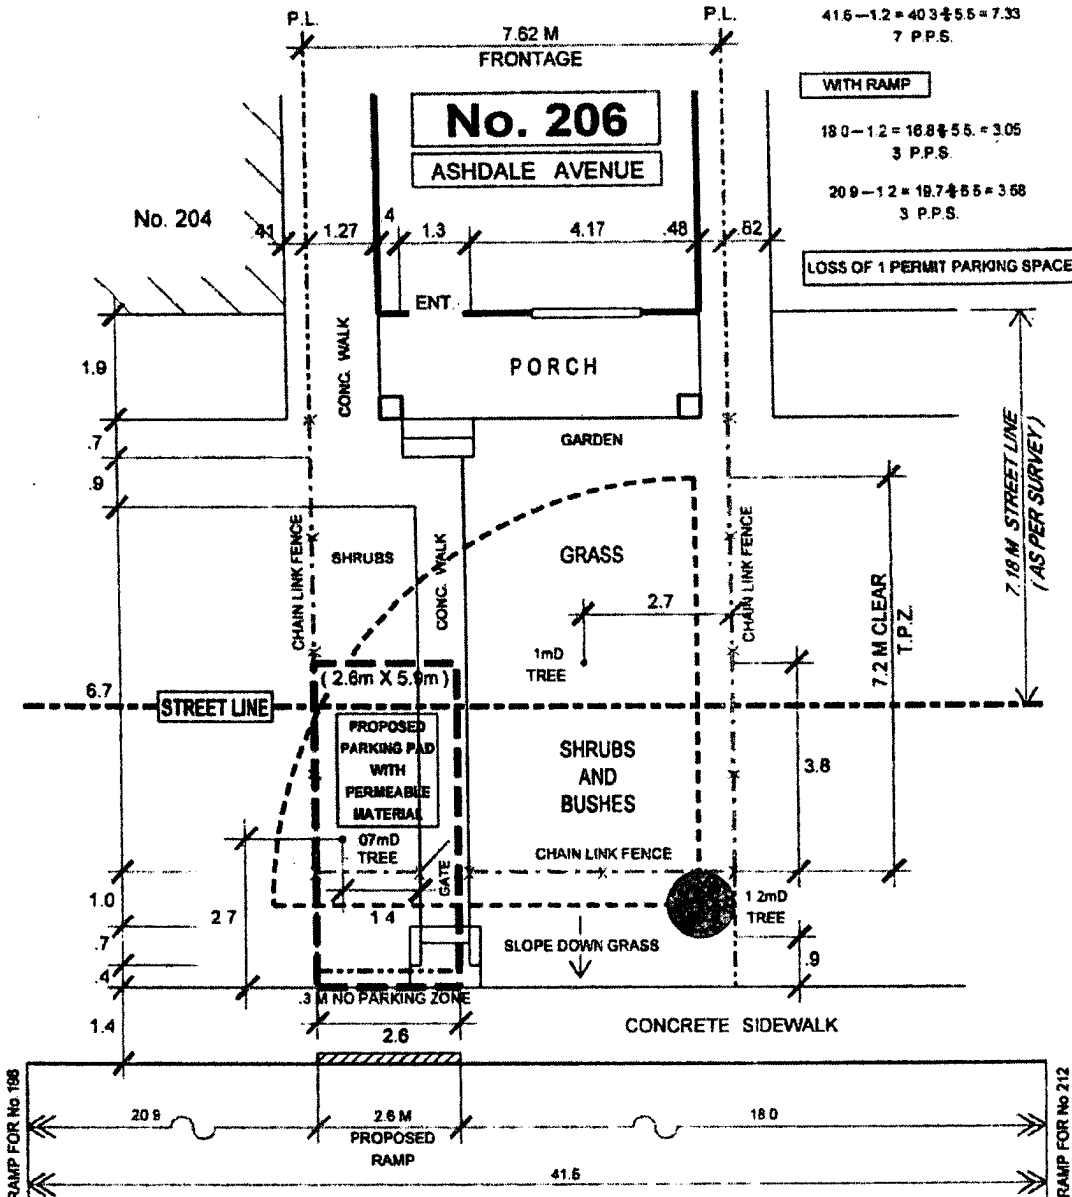 P.L.
P.L.
7.62 M
FRONTAGE
41.5-1.2 = 40 3 ÷ 5.5 = 7.33
7 P.P.S.
WITH RAMP
18 0-1.2 = 16.8 ÷ 5.5. = 3.05
3 P.P.S.
20 9-1 2 = 19.7 ÷ 5 5 = 3 58
3 P.P.S.
LOSS OF 1 PERMIT PARKING SPACE
No. 206
ASHDALE AVENUE
No. 204
.41
1.27
4
1.3
4.17
.48
.62
ENT.
CONC. WALK
PORCH
1.9
.7
.9
GARDEN
7.18 M STREET LINE
(AS PER SURVEY)
CHAIN LINK FENCE
SHRUBS
CONC. WALK
GRASS
CHAIN LINK FENCE
2.7
1mD
TREE
7.2 M CLEAR
T.P.Z.
(2.6m X 5.9m)
6.7
STREET LINE
PROPOSED
PARKING PAD
WITH
PERMEABLE
MATERIAL
SHRUBS
AND
BUSHES
3.8
07mD
TREE
GATE
CHAIN LINK FENCE
1.0
2 7
1 4
1 2mD
TREE
.7
SLOPE DOWN GRASS
.9
.4
.3 M NO PARKING ZONE
1.4
2.6
CONCRETE SIDEWALK
RAMP FOR No 198
20 9
2.6 M
PROPOSED
RAMP
18 0
41.5
RAMP FOR No 212